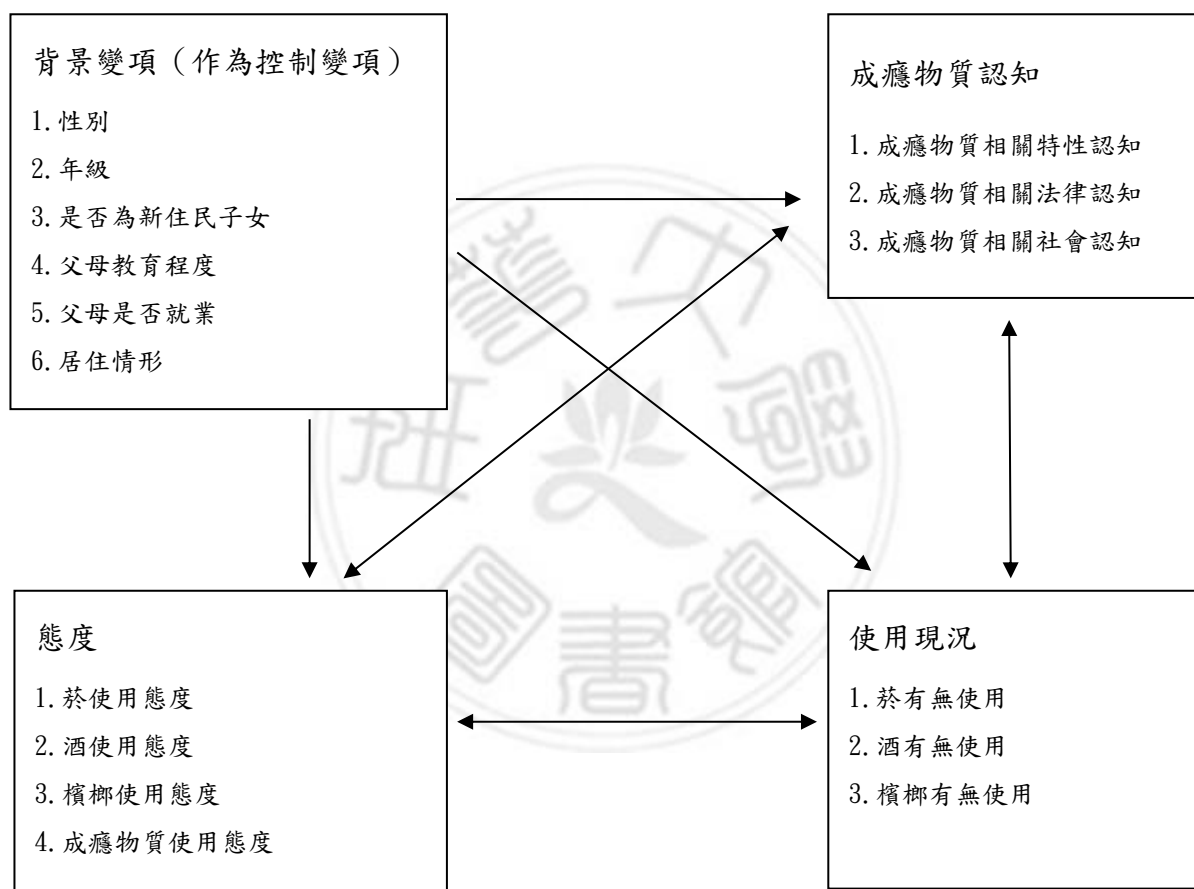 背景變項（作為控制變項）
1.性別
2.年級
3.是否為新住民子女
4.父母教育程度
5.父母是否就業
6.居住情形
成癮物質認知
1.成癮物質相關特性認知
2.成癮物質相關法律認知
3.成癮物質相關社會認知
態度
1.菸使用態度
2.酒使用態度
3.檳榔使用態度
4.成癮物質使用態度
使用現況
1.菸有無使用
2.酒有無使用
3.檳榔有無使用